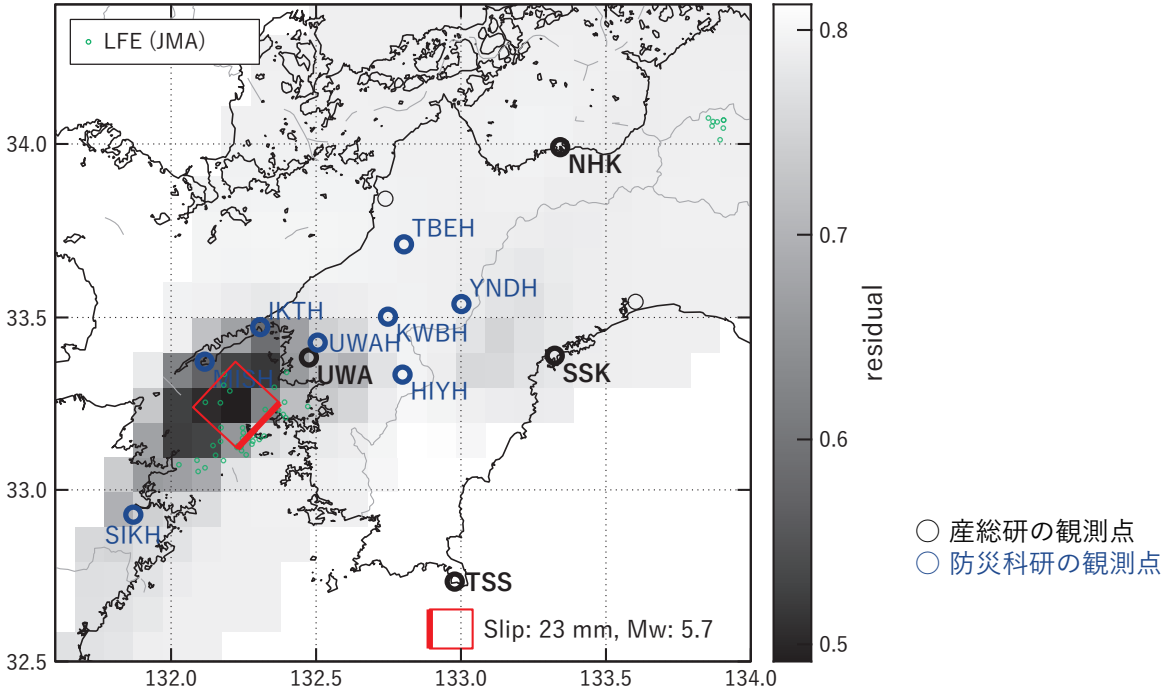 LFE (JMA)
34.0
33.5
33.0
32.5
132.0
132.5
133.0
133.5
134.0
NHK
TBEH
YNDH
IKTH
KWBH
UWAH
UWA
SSK
HIYH
SIKH
TSS
Slip: 23 mm, Mw: 5.7
0.8
0.7
0.6
0.5
residual
○ 産総研の観測点
○ 防災科研の観測点